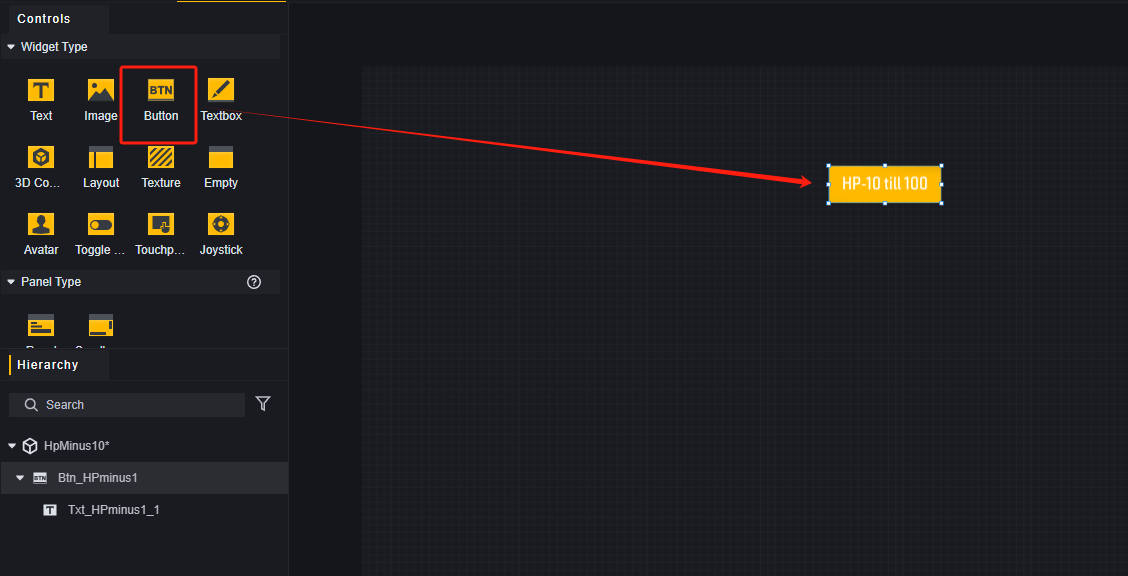 Controls
Widget Type
BTN
Text Image Button Textbox
3D Co... Layout Texture Empty
Avatar Toggle ... Touchp... Joystick
Panel Type
Hierarchy
Search
HpMinus10*
BTN Btn_HPminus1
T Txt_HPminus1_1
HP-10 till 100